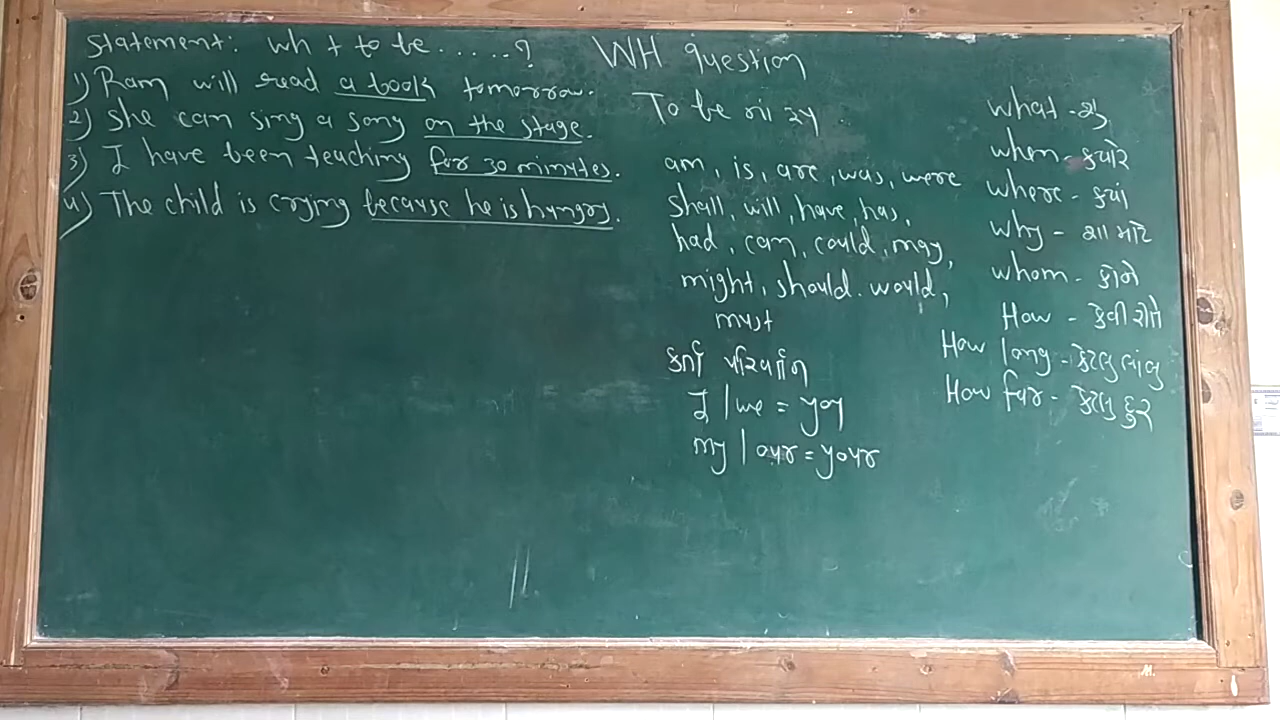 Statement: Wh + to be ......?
WH question
1) Ram will read a book tomorrow.
2) She can sing a song on the stage.
3) I have been teaching for 30 minutes.
4) The child is crying because he is hungry.
To be નાં રૂપ
am, is, are, was, were
Shall, will, have, has,
had, can, could, may,
might, should. would,
must
કર્તા પરિવર્તન
I / we = you
my / our = your
what - શું
when - ક્યારે
where - ક્યાં
why - શા માટે
whom - કોને
How - કેવી રીતે
How long - કેટલુ લાંબુ
How far - કેટલુ દુર